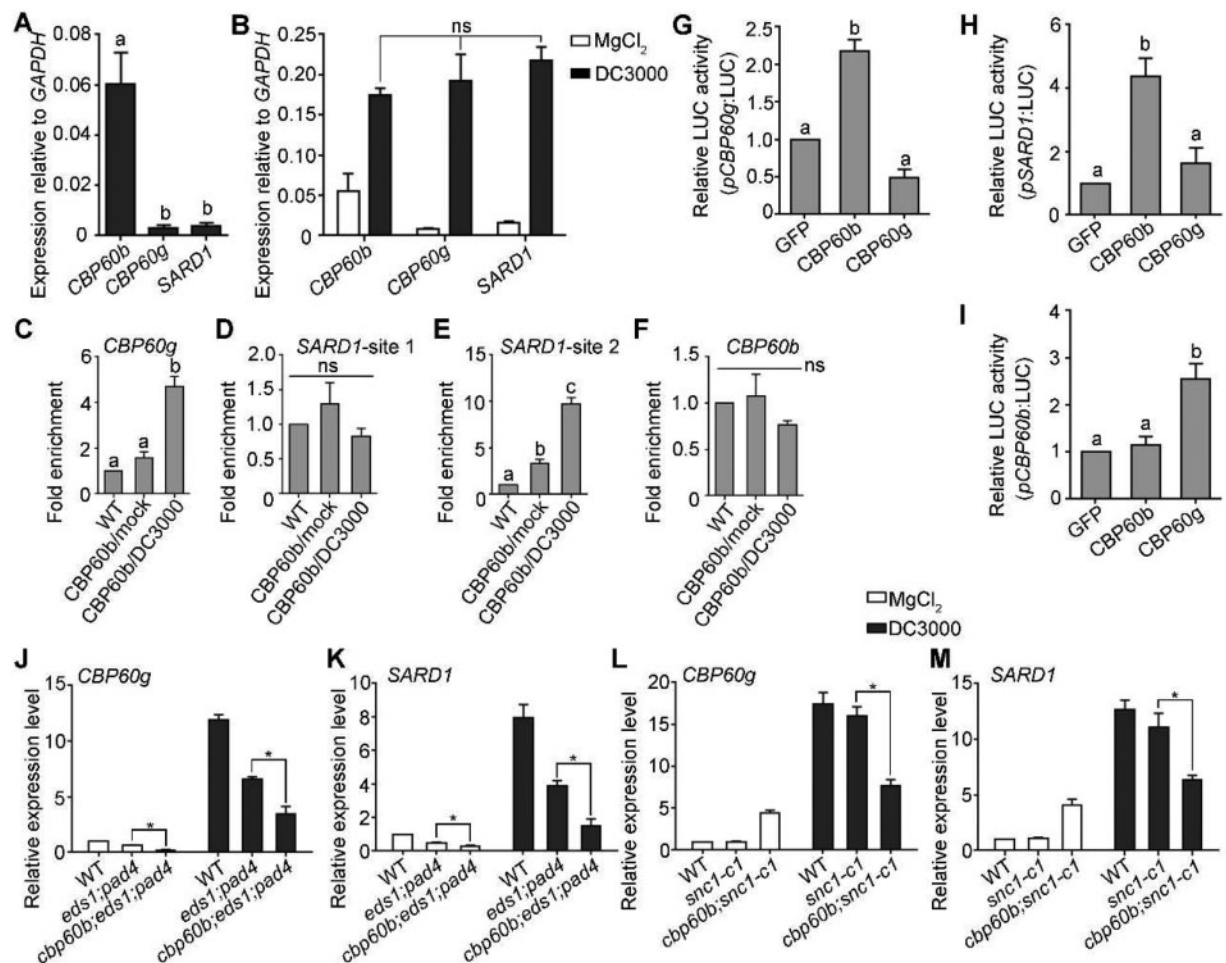 A
Expression relative to GAPDH
0.08
0.06
0.04
0.02
0
a
b
b
CBP60b
CBP60g
SARD1
B
Expression relative to GAPDH
0.25
0.20
0.15
0.10
0.05
0.00
ns
MgCl₂
DC3000
CBP60b
CBP60g
SARD1
G
Relative LUC activity
(pCBP60g:LUC)
2.5
2.0
1.5
1.0
0.5
0
a
b
a
GFP
CBP60b
CBP60g
H
Relative LUC activity
(pSARD1:LUC)
6
4
2
0
a
b
a
GFP
CBP60b
CBP60g
C
CBP60g
Fold enrichment
6
4
2
0
a
a
b
WT
CBP60b/mock
CBP60b/DC3000
D
SARD1-site 1
Fold enrichment
2.0
1.5
1.0
0.5
0
ns
WT
CBP60b/mock
CBP60b/DC3000
E
SARD1-site 2
Fold enrichment
15
10
5
0
a
b
c
WT
CBP60b/mock
CBP60b/DC3000
F
CBP60b
Fold enrichment
1.5
1.0
0.5
0
ns
WT
CBP60b/mock
CBP60b/DC3000
I
Relative LUC activity
(pCBP60b:LUC)
4
3
2
1
0
a
a
b
GFP
CBP60b
CBP60g
MgCl₂
DC3000
J
CBP60g
Relative expression level
15
10
5
0
*
*
WT
eds1;pad4
cbp60b;eds1;pad4
WT
eds1;pad4
cbp60b;eds1;pad4
K
SARD1
Relative expression level
10
8
6
4
2
0
*
*
WT
eds1;pad4
cbp60b;eds1;pad4
WT
eds1;pad4
cbp60b;eds1;pad4
L
CBP60g
Relative expression level
20
15
10
5
0
*
WT
snc1-c1
cbp60b;snc1-c1
WT
snc1-c1
cbp60b;snc1-c1
M
SARD1
Relative expression level
15
10
5
0
*
WT
snc1-c1
cbp60b;snc1-c1
WT
snc1-c1
cbp60b;snc1-c1